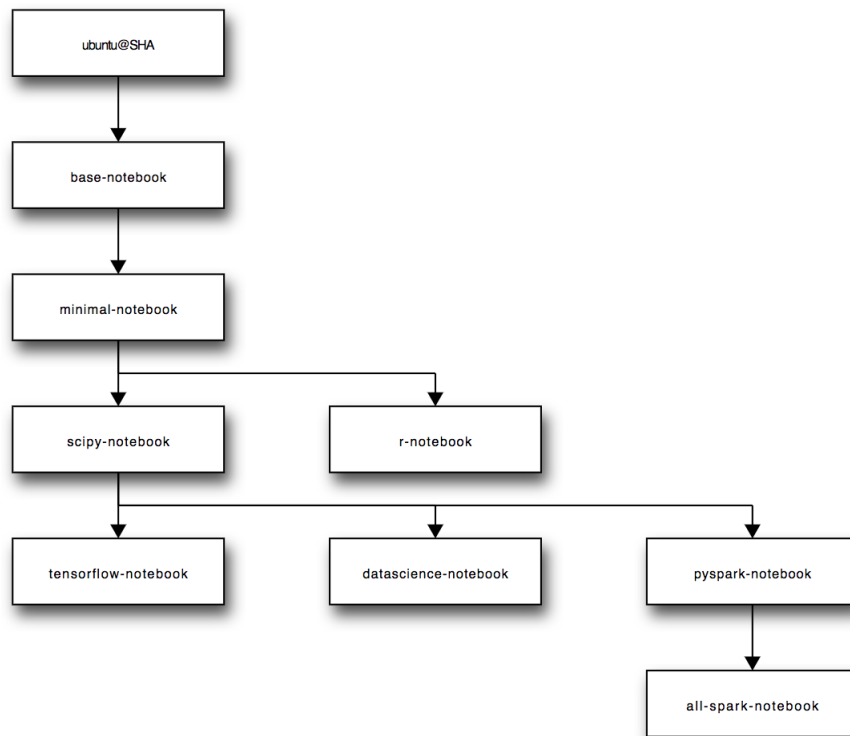 ubuntu@SHA
base-notebook
minimal-notebook
scipy-notebook
r-notebook
tensorflow-notebook
datascience-notebook
pyspark-notebook
all-spark-notebook